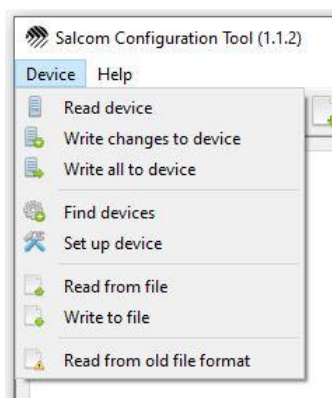 Salcom Configuration Tool (1.1.2)
Device Help
Read device
Write changes to device
Write all to device
Find devices
Set up device
Read from file
Write to file
Read from old file format